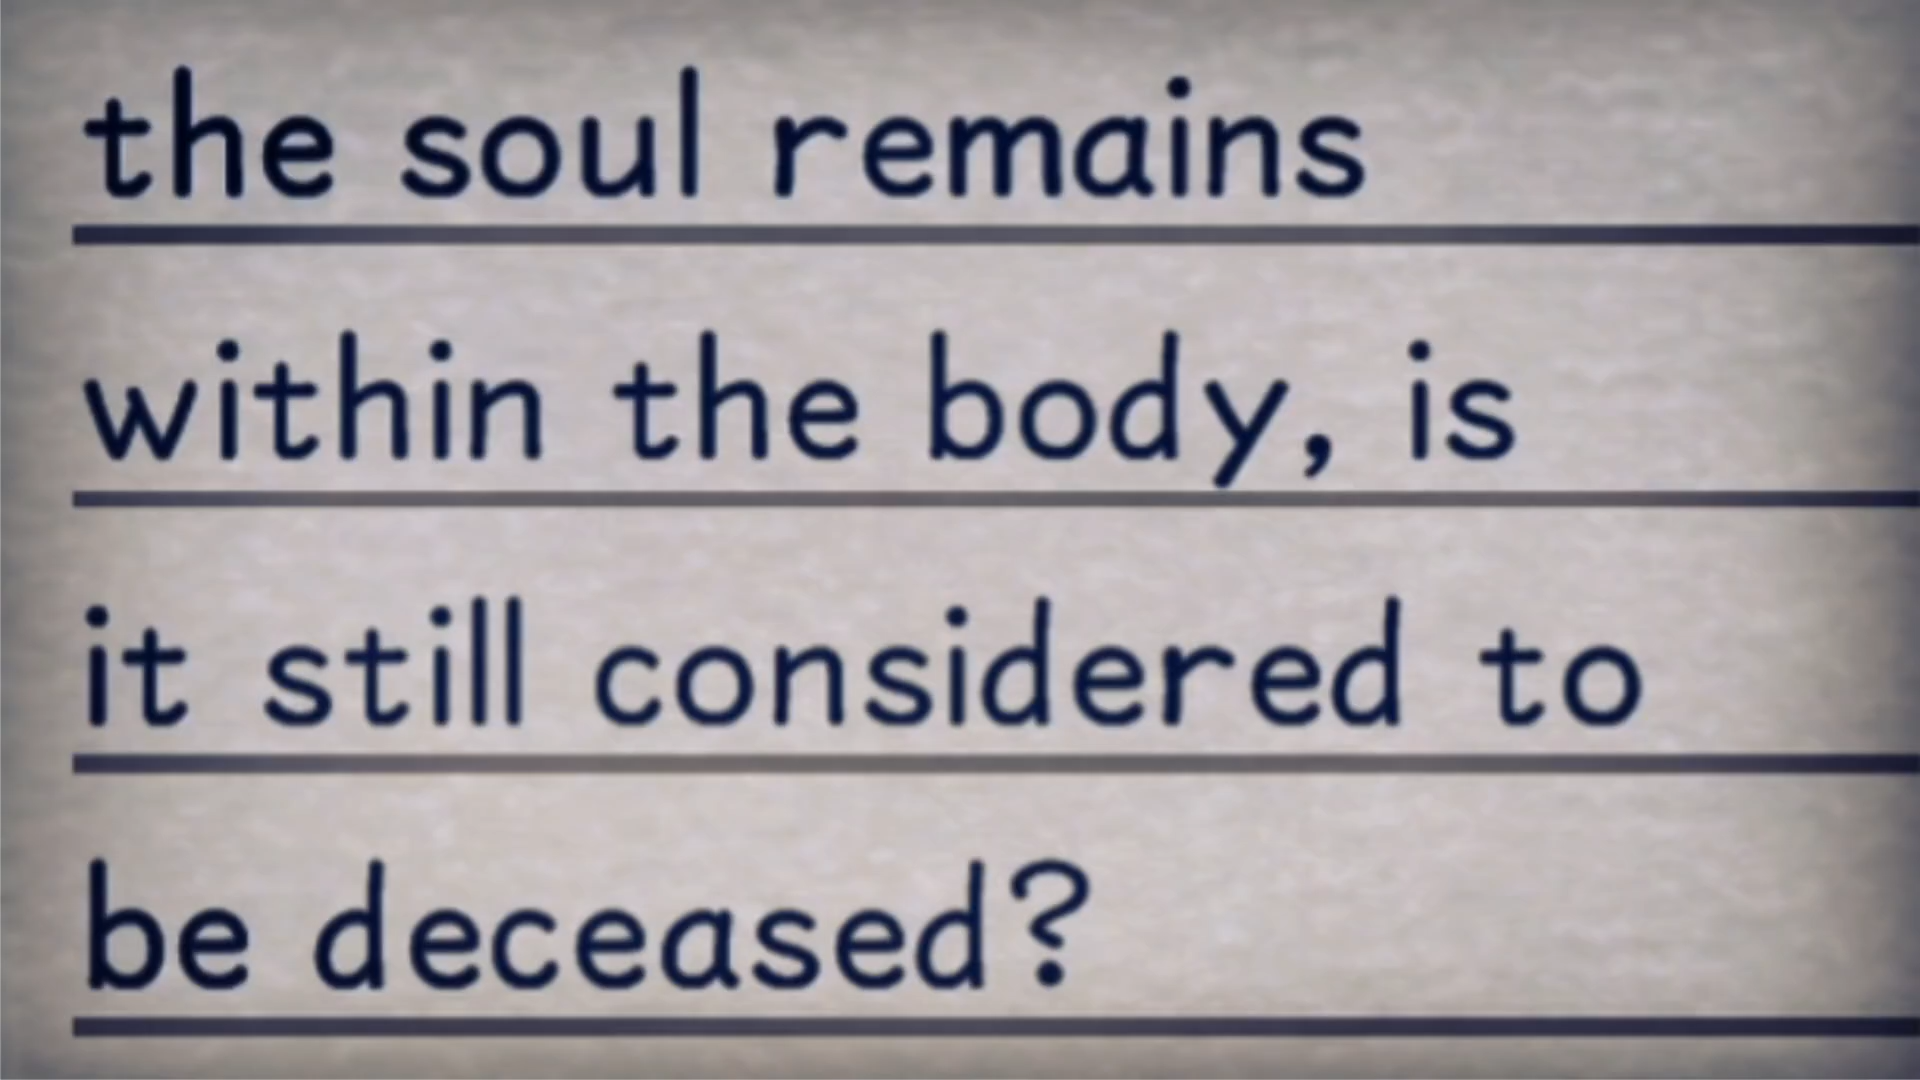 the soul remains
within the body, is
it still considered to
be deceased?